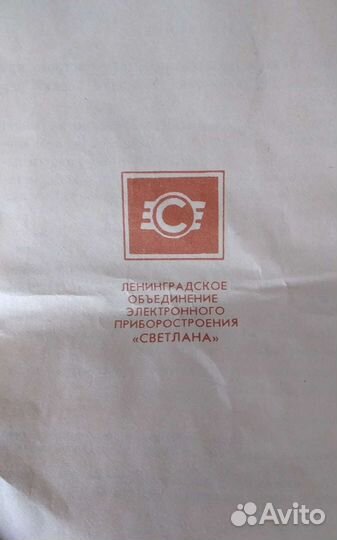 С
ЛЕНИНГРАДСКОЕ
ОБЪЕДИНЕНИЕ
ЭЛЕКТРОННОГО
ПРИБОРОСТРОЕНИЯ
«СВЕТЛАНА»
Avito